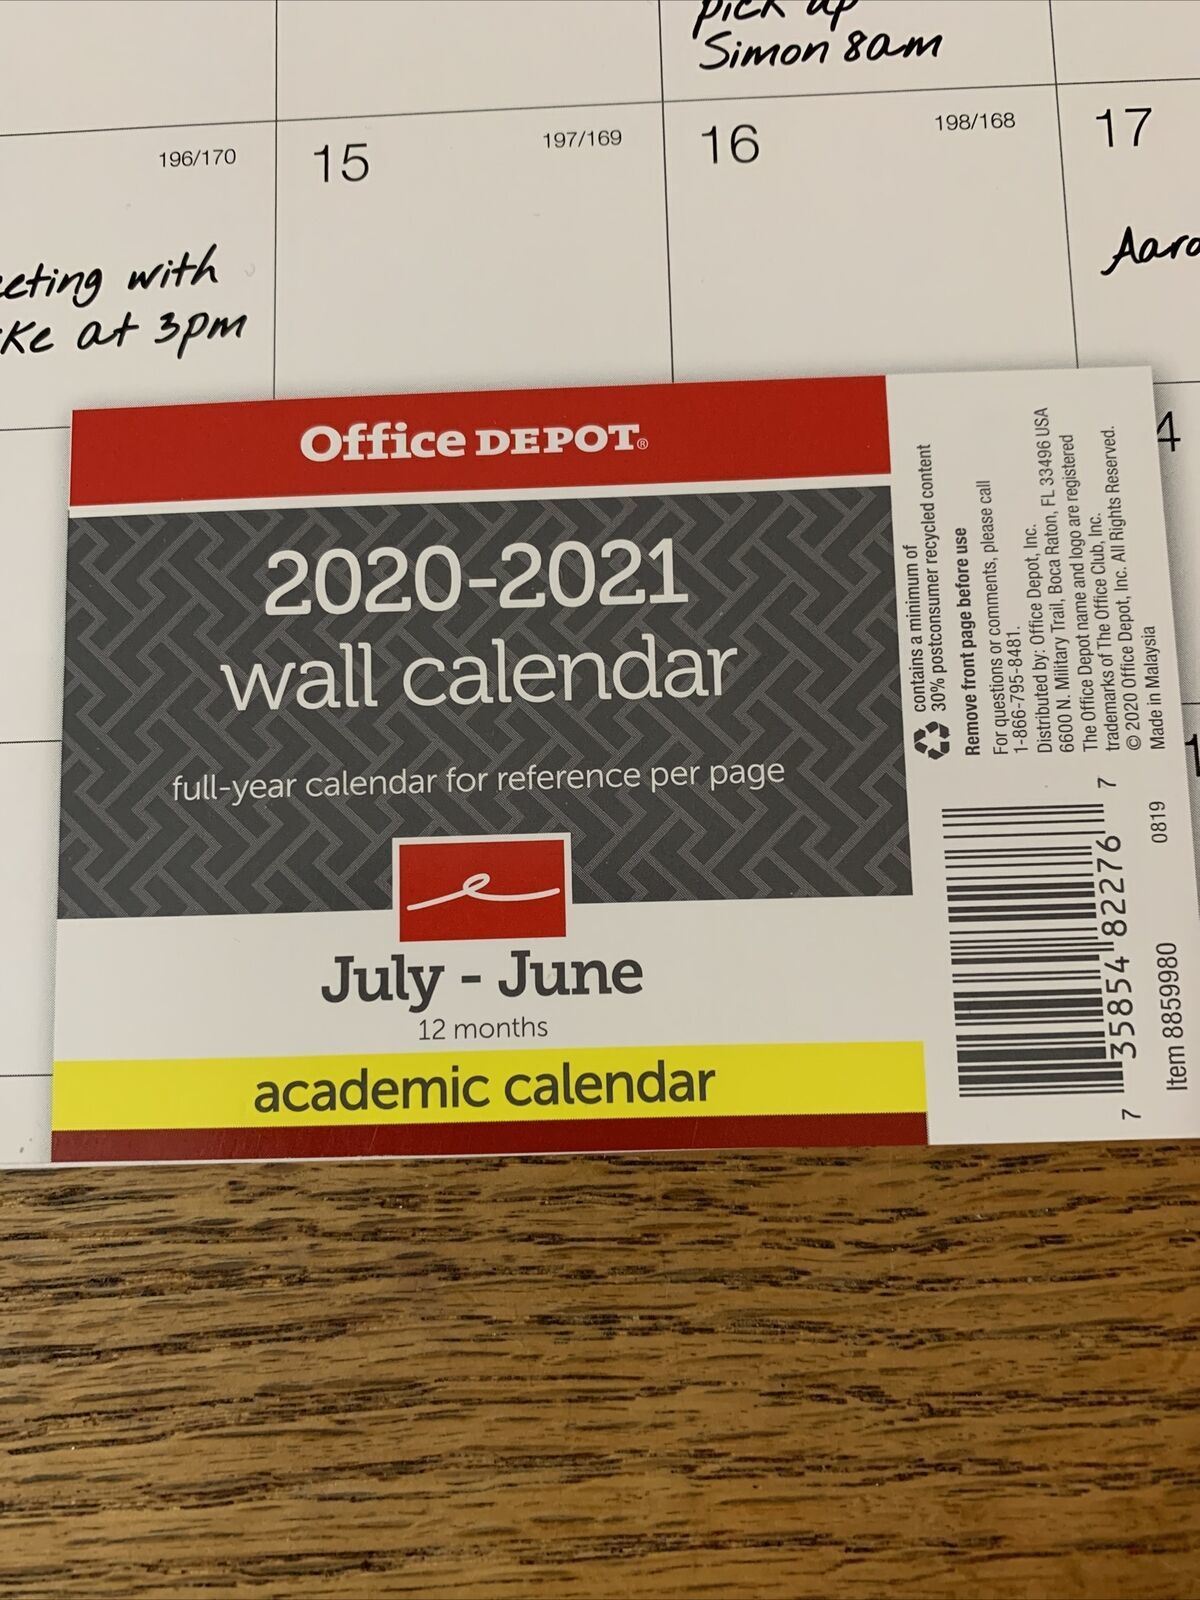 pick up
Simon 8am
196/170
15
197/169
16
198/168
17
with
at 3pm
Office DEPOT®
2020-2021
wall calendar
full-year calendar for reference per page
July - June
12 months
academic calendar
contains a minimum of
30% postconsumer recycled content
Remove front page before use
For questions or comments, please call
1-866-795-8481.
Distributed by: Office Depot, Inc.
6600 N. Military Trail, Boca Raton, FL 33496 USA
The Office Depot name and logo are registered
trademarks of The Office Club, Inc.
© 2020 Office Depot, Inc. All Rights Reserved.
Made in Malaysia
0819
7 35854 82276 7
Item 8859980